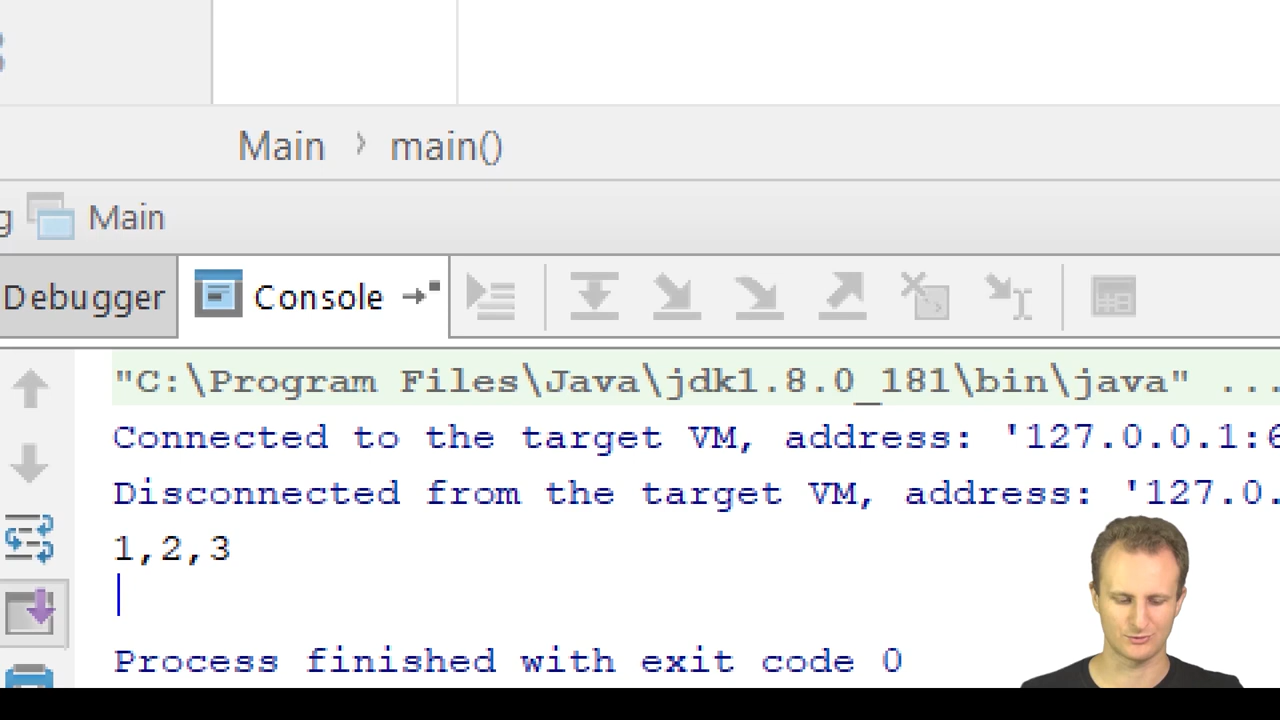 Main › main()
Main
Debugger Console
"C:\Program Files\Java\jdk1.8.0_181\bin\java" ...
Connected to the target VM, address: '127.0.0.1:6
Disconnected from the target VM, address: '127.0.
1,2,3
Process finished with exit code 0